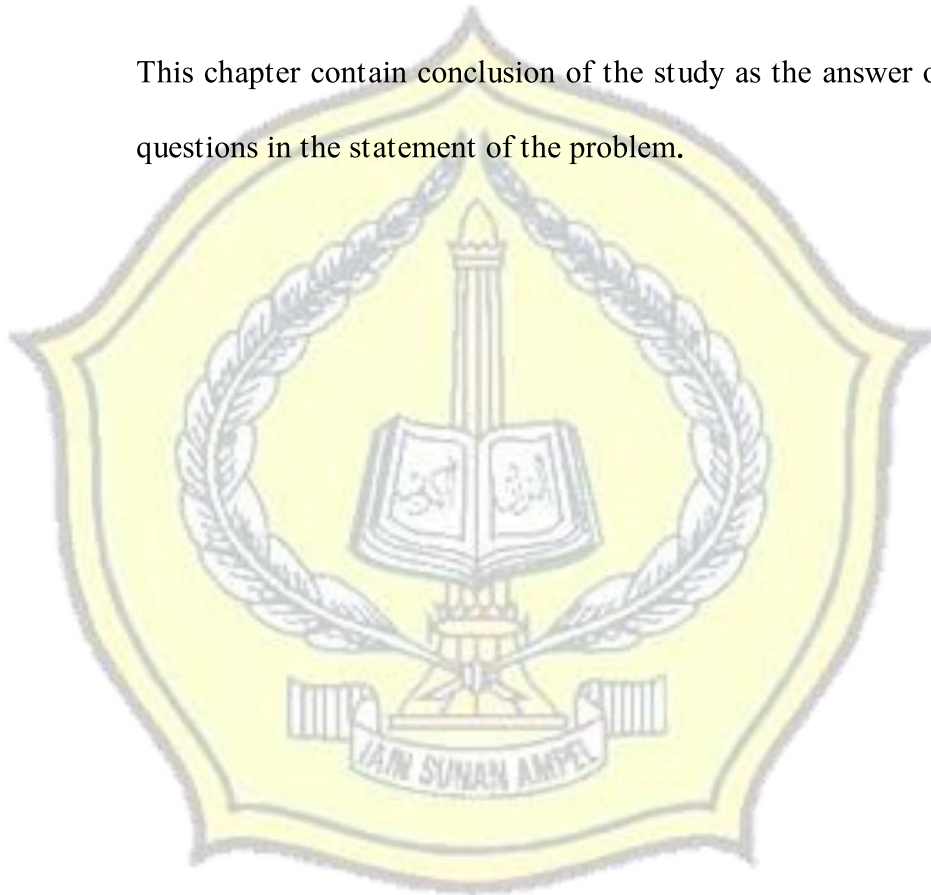 This chapter contain conclusion of the study as the answer
questions in the statement of the problem.
IAIN SUNAN AMPEL